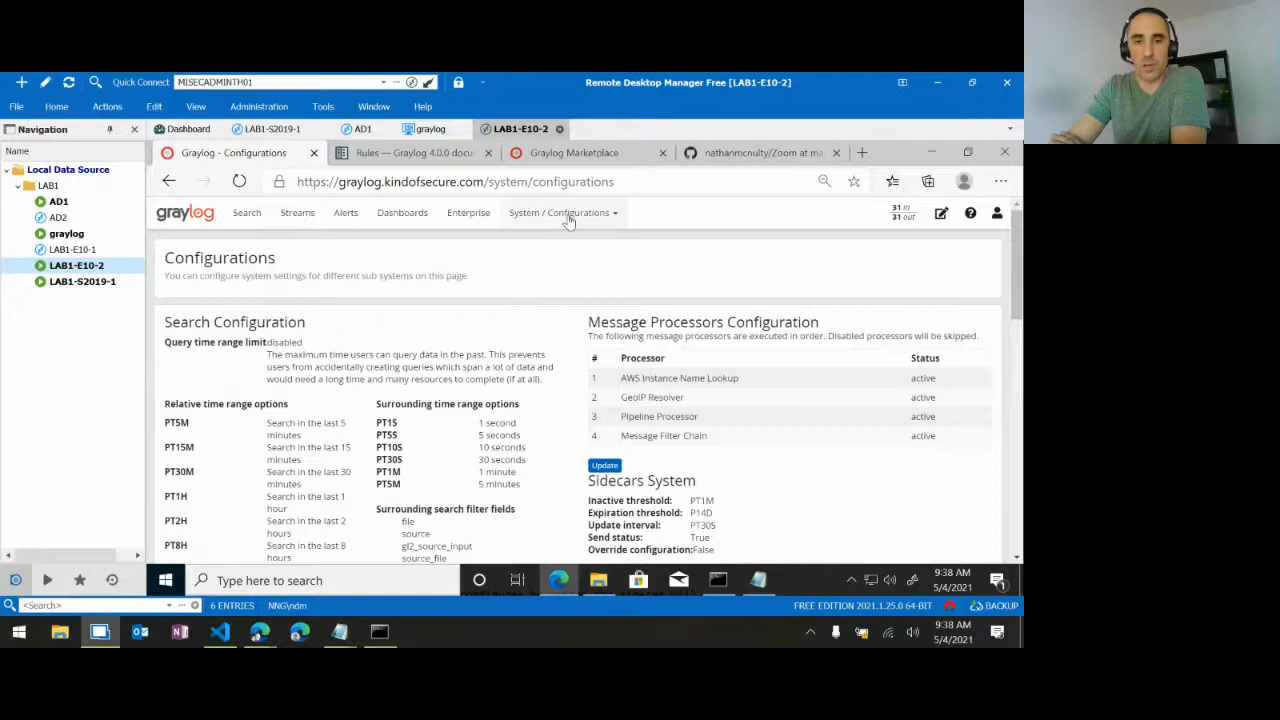 Quick Connect MISECADMINTH01 Remote Desktop Manager Free [LAB1-E10-2]
File Home Actions Edit View Administration Tools Window Help
Navigation Dashboard LAB1-S2019-1 AD1 graylog LAB1-E10-2
Name
Graylog - Configurations Rules — Graylog 4.0.0 docu Graylog Marketplace nathanmcnulty/Zoom at ma
Local Data Source
LAB1
AD1
AD2
graylog
LAB1-E10-1
LAB1-E10-2
LAB1-S2019-1
https://graylog.kindofsecure.com/system/configurations
graylog Search Streams Alerts Dashboards Enterprise System / Configurations
31 in
31 out
Configurations
You can configure system settings for different sub systems on this page.
Search Configuration
Query time range limit disabled
The maximum time users can query data in the past. This prevents
users from accidentally creating queries which span a lot of data and
would need a long time and many resources to complete (if at all).
Relative time range options
PT5M Search in the last 5
minutes
PT15M Search in the last 15
minutes
PT30M Search in the last 30
minutes
PT1H Search in the last 1
hour
PT2H Search in the last 2
hours
PT8H Search in the last 8
hours
Surrounding time range options
PT1S 1 second
PT5S 5 seconds
PT10S 10 seconds
PT30S 30 seconds
PT1M 1 minute
PT5M 5 minutes
Surrounding search filter fields
file
source
gl2_source_input
source_file
Message Processors Configuration
The following message processors are executed in order. Disabled processors will be skipped.
# Processor Status
1 AWS Instance Name Lookup active
2 GeoIP Resolver active
3 Pipeline Processor active
4 Message Filter Chain active
Update
Sidecars System
Inactive threshold: PT1M
Expiration threshold: P14D
Update interval: PT30S
Send status: True
Override configuration: False
Type here to search
9:38 AM
5/4/2021
1
<Search> 6 ENTRIES NNG\ndm FREE EDITION 2021.1.25.0 64-BIT BACKUP
9:38 AM
5/4/2021